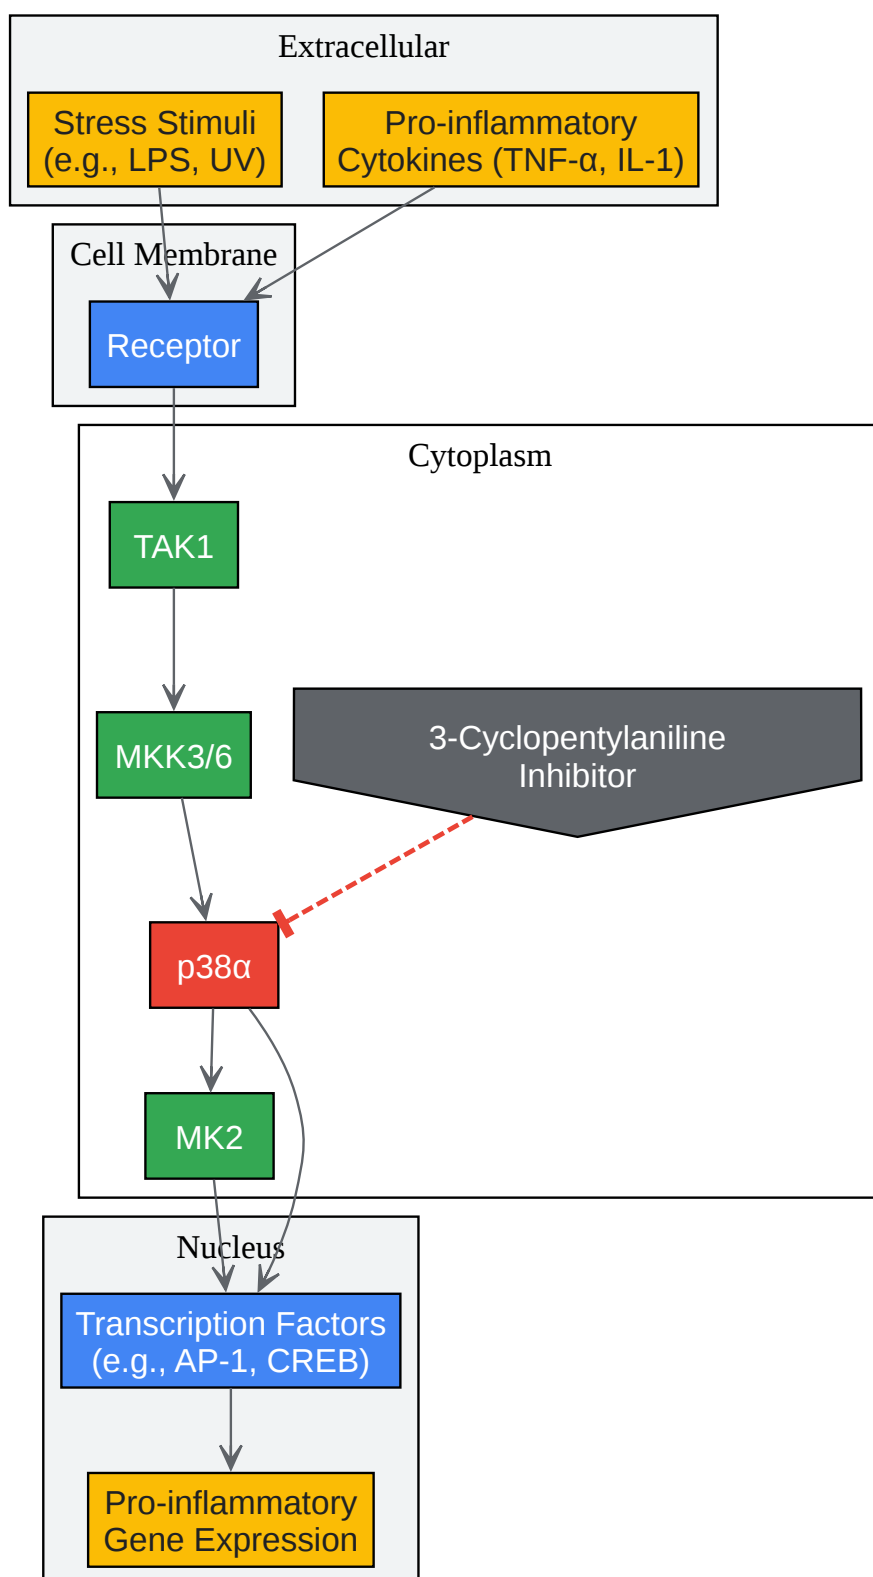 Extracellular
Stress Stimuli
(e.g., LPS, UV)
Pro-inflammatory
Cytokines (TNF-α, IL-1)
Cell Membrane
Receptor
Cytoplasm
TAK1
MKK3/6
3-Cyclopentylaniline
Inhibitor
p38α
MK2
Nucleus
Transcription Factors
(e.g., AP-1, CREB)
Pro-inflammatory
Gene Expression